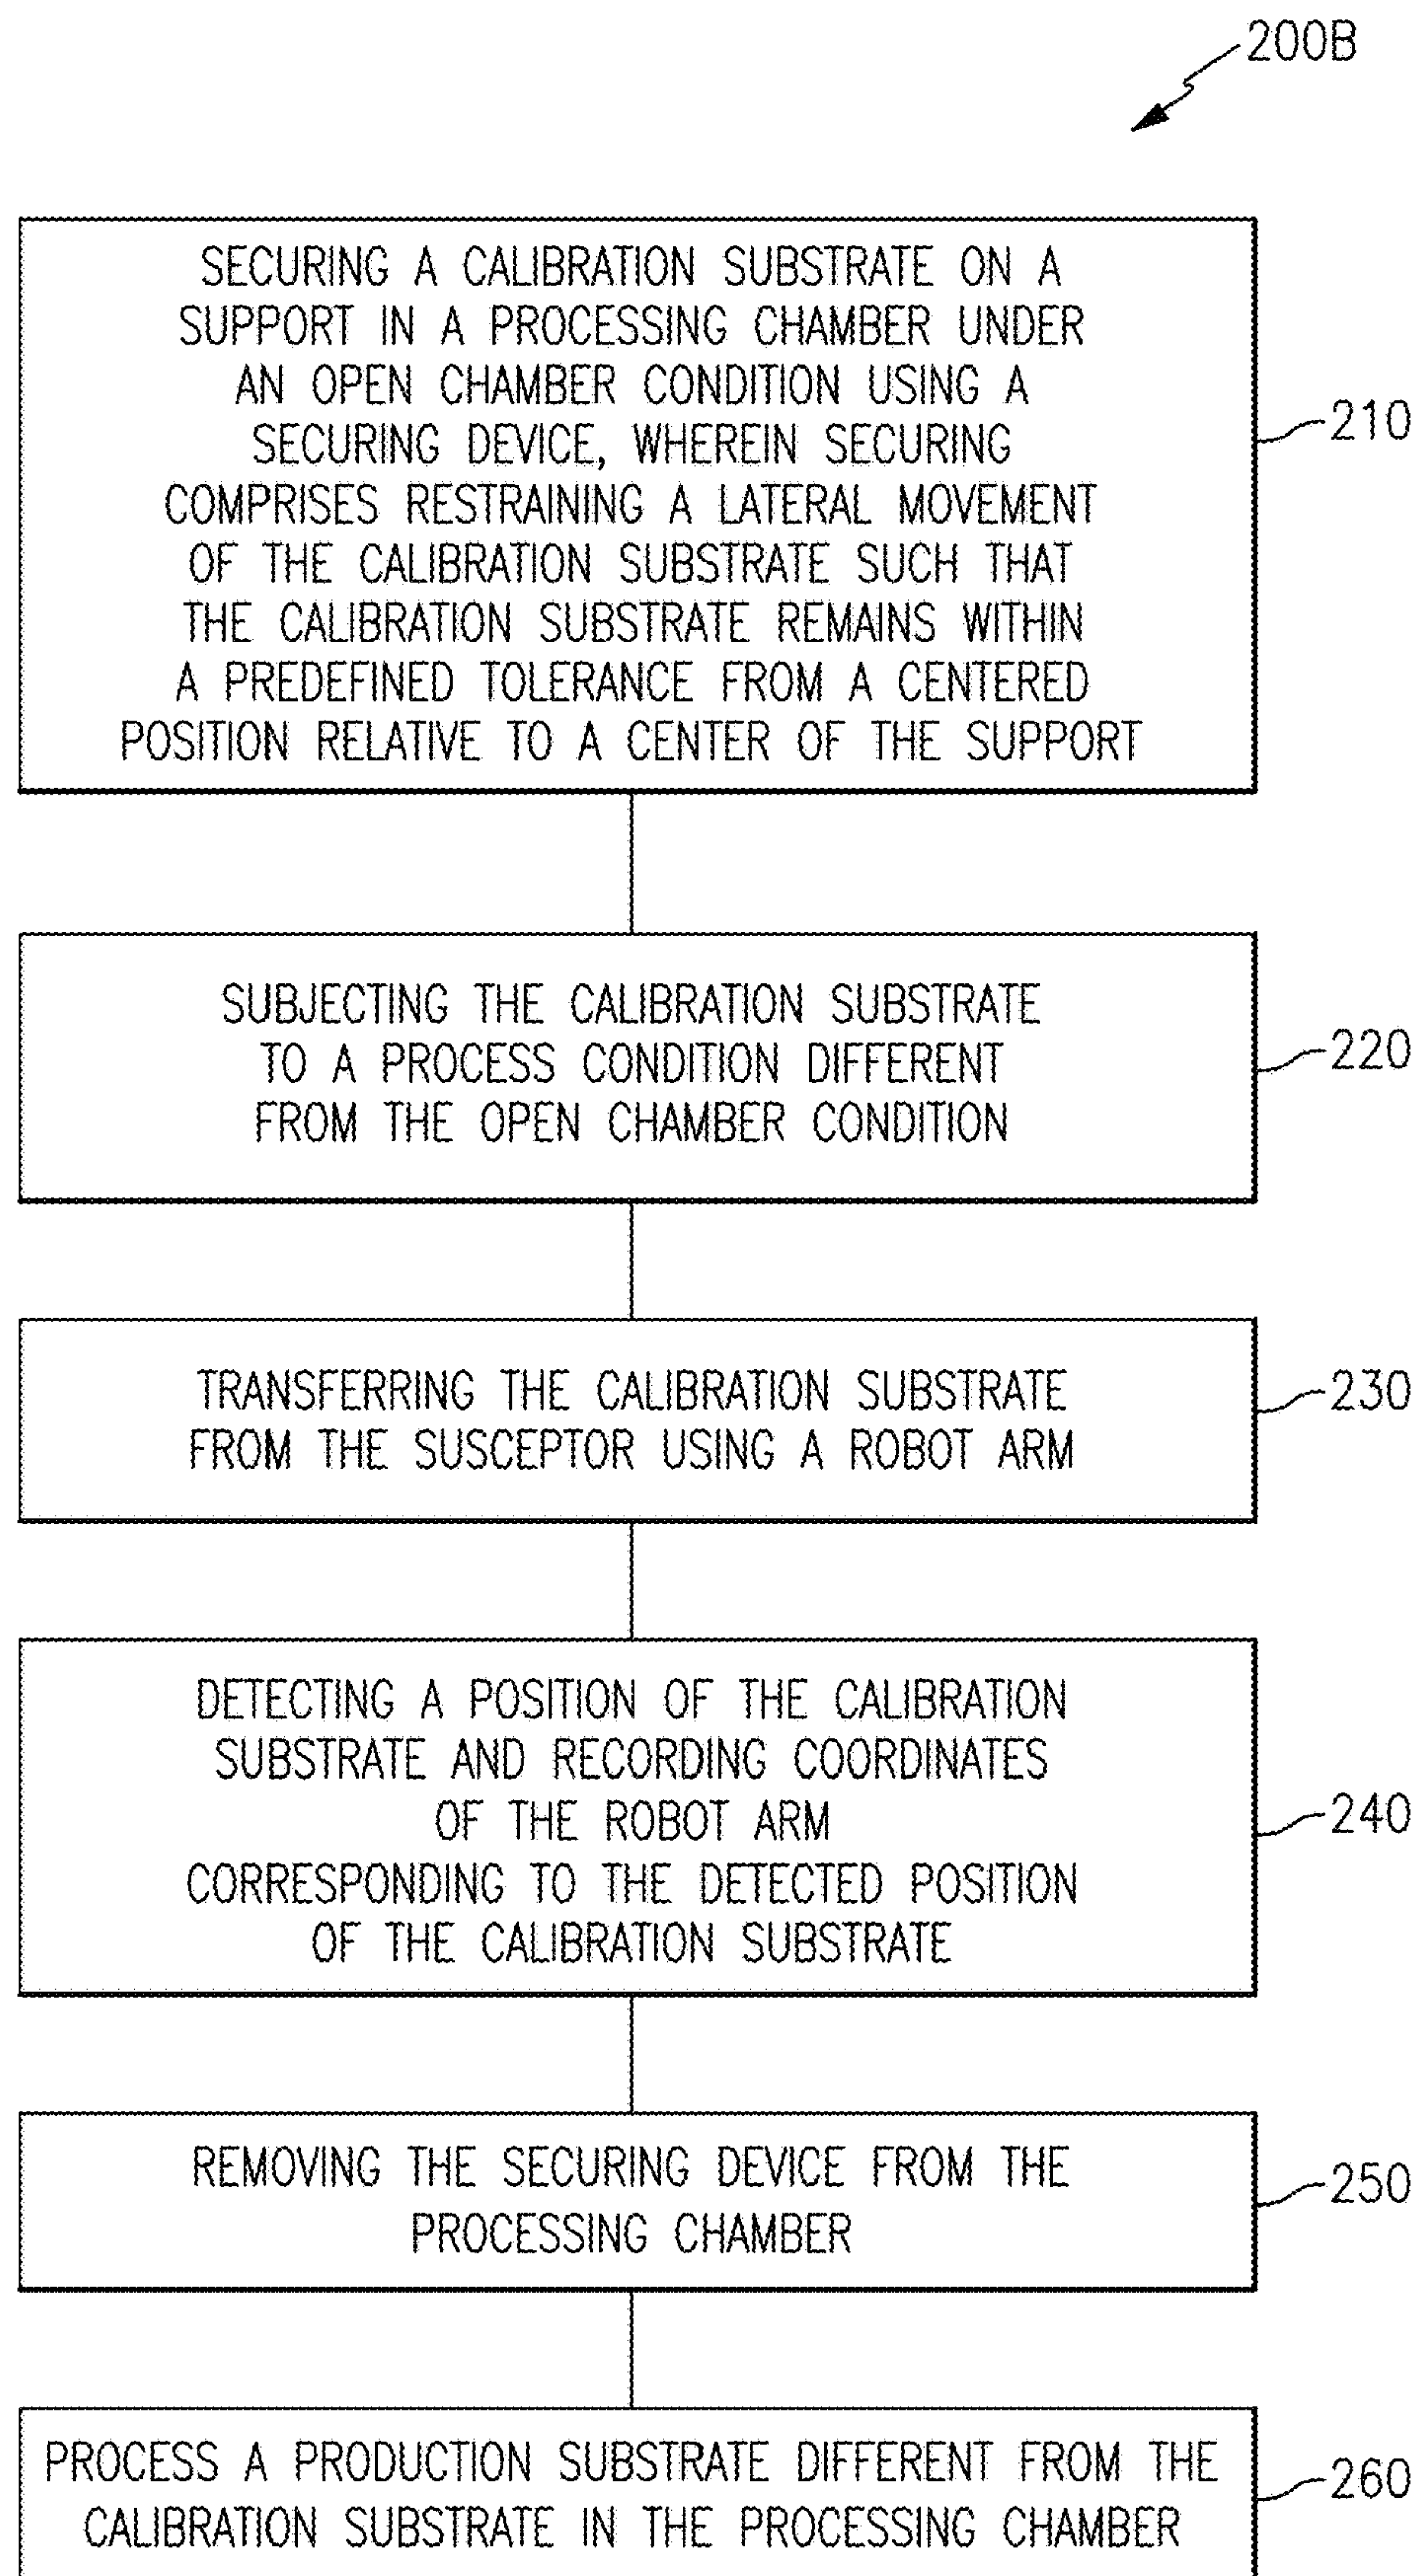 200B
SECURING A CALIBRATION SUBSTRATE ON A
SUPPORT IN A PROCESSING CHAMBER UNDER
AN OPEN CHAMBER CONDITION USING A
SECURING DEVICE, WHEREIN SECURING
COMPRISES RESTRAINING A LATERAL MOVEMENT
OF THE CALIBRATION SUBSTRATE SUCH THAT
THE CALIBRATION SUBSTRATE REMAINS WITHIN
A PREDEFINED TOLERANCE FROM A CENTERED
POSITION RELATIVE TO A CENTER OF THE SUPPORT
210
SUBJECTING THE CALIBRATION SUBSTRATE
TO A PROCESS CONDITION DIFFERENT
FROM THE OPEN CHAMBER CONDITION
220
TRANSFERRING THE CALIBRATION SUBSTRATE
FROM THE SUSCEPTOR USING A ROBOT ARM
230
DETECTING A POSITION OF THE CALIBRATION
SUBSTRATE AND RECORDING COORDINATES
OF THE ROBOT ARM
CORRESPONDING TO THE DETECTED POSITION
OF THE CALIBRATION SUBSTRATE
240
REMOVING THE SECURING DEVICE FROM THE
PROCESSING CHAMBER
250
PROCESS A PRODUCTION SUBSTRATE DIFFERENT FROM THE
CALIBRATION SUBSTRATE IN THE PROCESSING CHAMBER
260